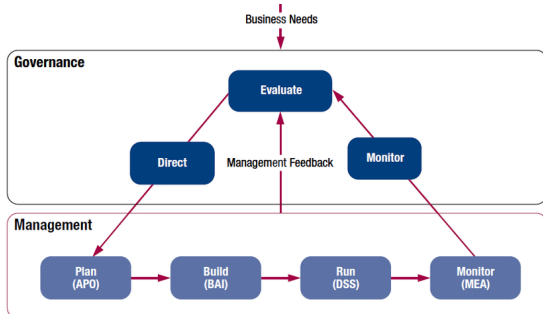 Business Needs
Governance
Evaluate
Direct
Management Feedback
Monitor
Management
Plan
(APO)
Build
(BAI)
Run
(DSS)
Monitor
(MEA)